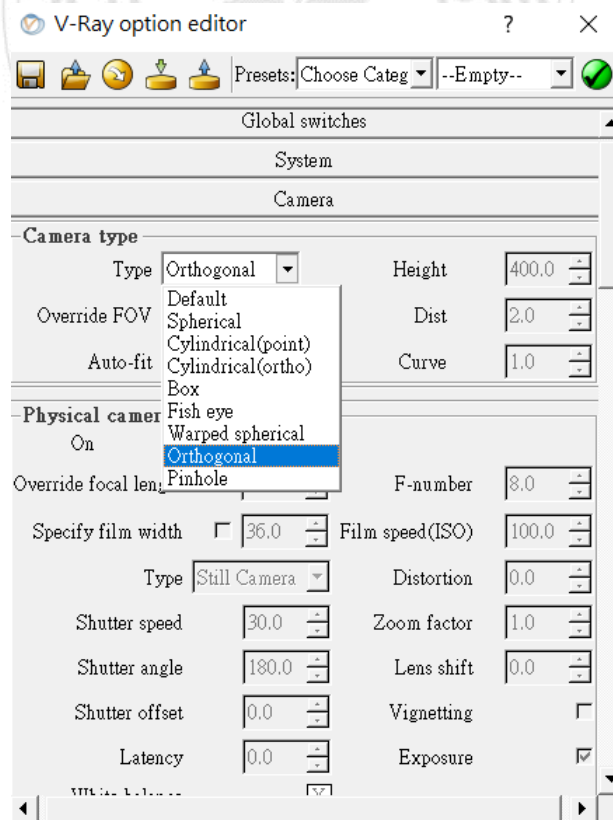 V-Ray option editor ?
Presets: Choose Categ --Empty--
Global switches
System
Camera
Camera type
Type Orthogonal Height 400.0
Default
Override FOV Spherical Dist 2.0
Cylindrical(point)
Auto-fit Cylindrical(ortho) Curve 1.0
Box
Physical camer Fish eye
On Warped spherical
Orthogonal
Override focal leng Pinhole F-number 8.0
Specify film width 36.0 Film speed(ISO) 100.0
Type Still Camera Distortion 0.0
Shutter speed 30.0 Zoom factor 1.0
Shutter angle 180.0 Lens shift 0.0
Shutter offset 0.0 Vignetting
Latency 0.0 Exposure